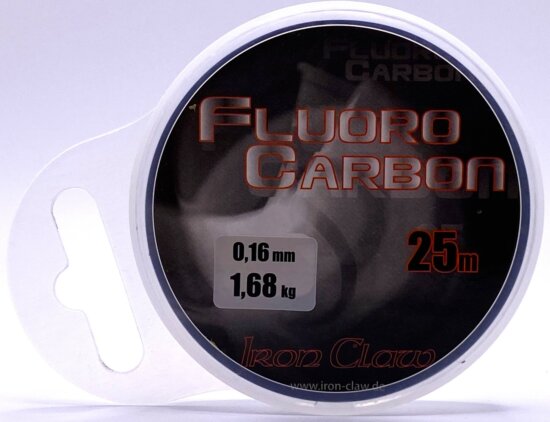 FLUORO
CARBON
FLUORO
CARBON
25m
0,16 mm
1,68 kg
IRON CLAW
www.iron-claw.de